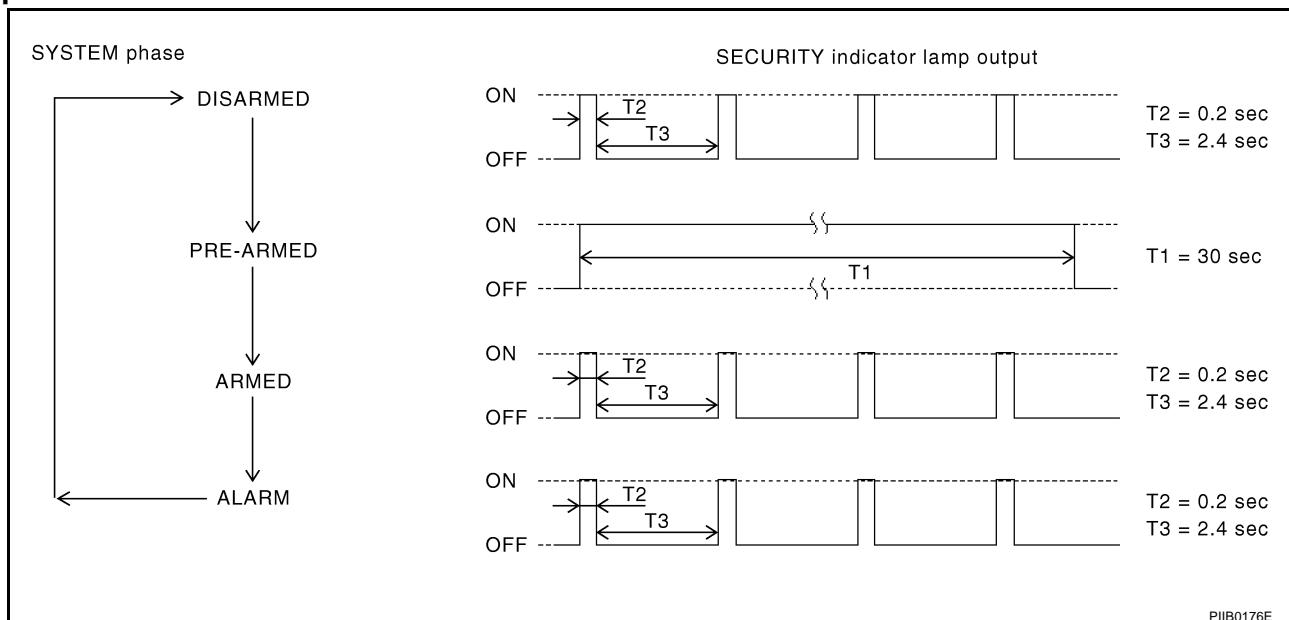 SYSTEM phase
SECURITY indicator lamp output
DISARMED
ON
OFF
T2
T3
T2 = 0.2 sec
T3 = 2.4 sec
PRE-ARMED
ON
OFF
T1
T1 = 30 sec
ARMED
ON
OFF
T2
T3
T2 = 0.2 sec
T3 = 2.4 sec
ALARM
ON
OFF
T2
T3
T2 = 0.2 sec
T3 = 2.4 sec
PIIB0176E